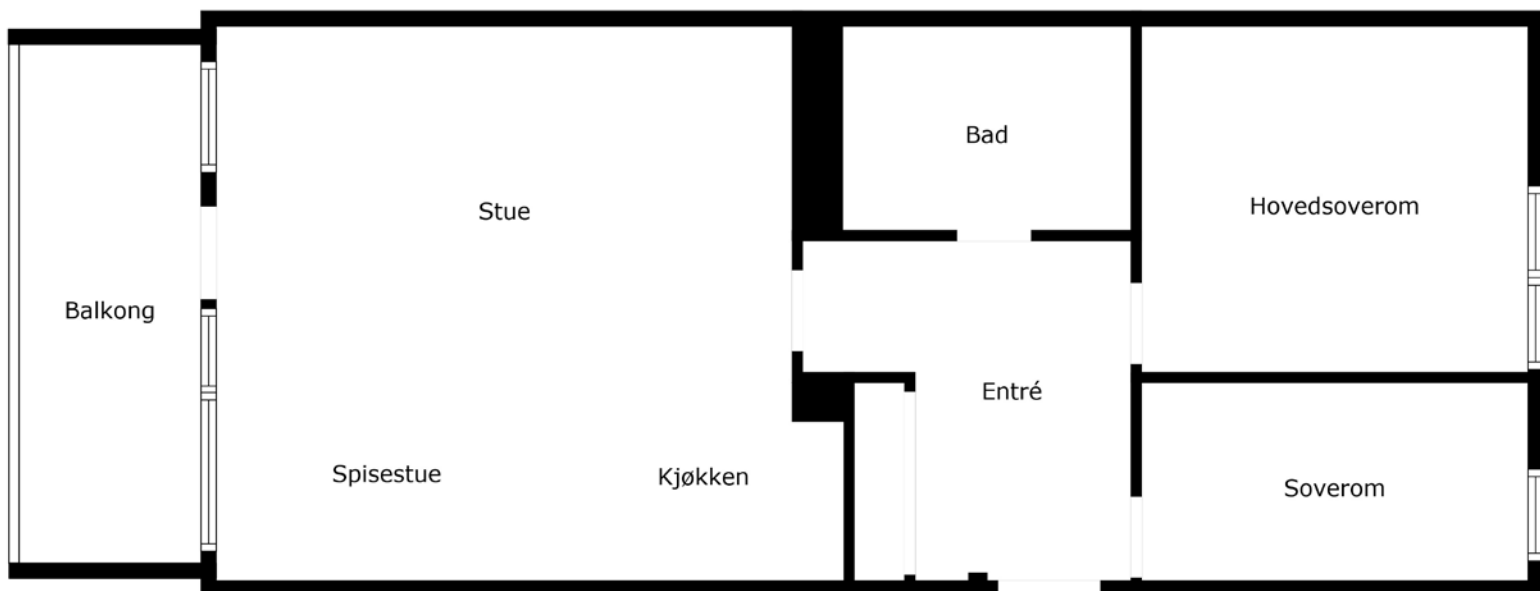 Bad
Hovedsoverom
Stue
Balkong
Entré
Spisestue
Kjøkken
Soverom